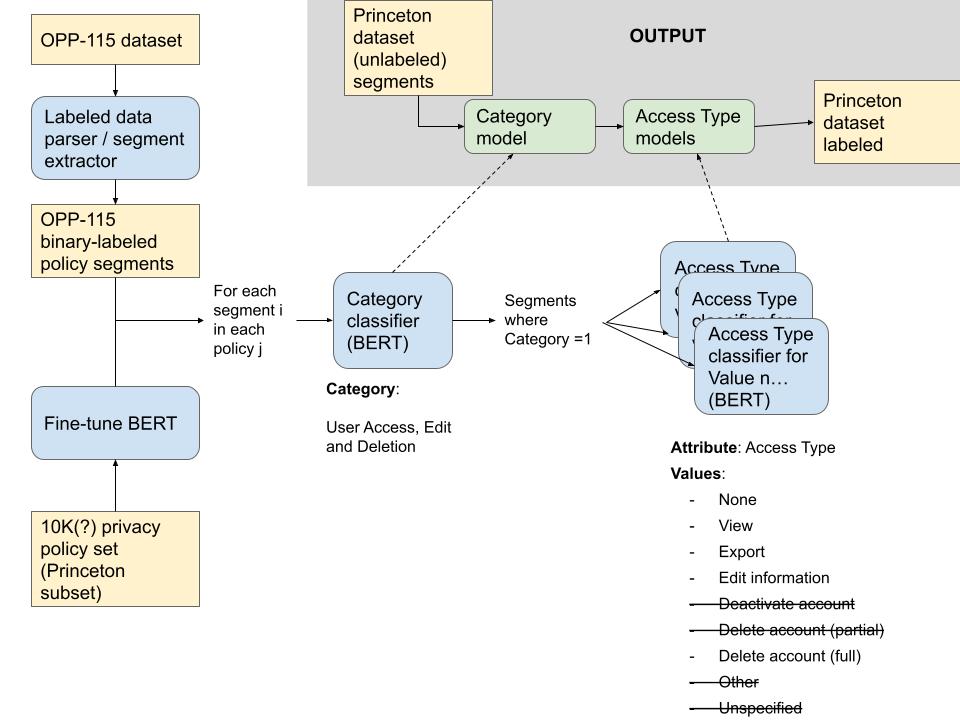 OPP-115 dataset
Labeled data
parser / segment
extractor
OPP-115
binary-labeled
policy segments
Fine-tune BERT
10K(?) privacy
policy set
(Princeton
subset)
For each
segment i
in each
policy j
Category
classifier
(BERT)
Category:
User Access, Edit
and Deletion
Segments
where
Category =1
Princeton
dataset
(unlabeled)
segments
OUTPUT
Category
model
Access Type
models
Princeton
dataset
labeled
Access Type
Access Type
classifier for
Access Type
classifier for
Value n...
(BERT)
Attribute: Access Type
Values:
- None
- View
- Export
- Edit information
- Deactivate account
- Delete account (partial)
- Delete account (full)
- Other
- Unspecified